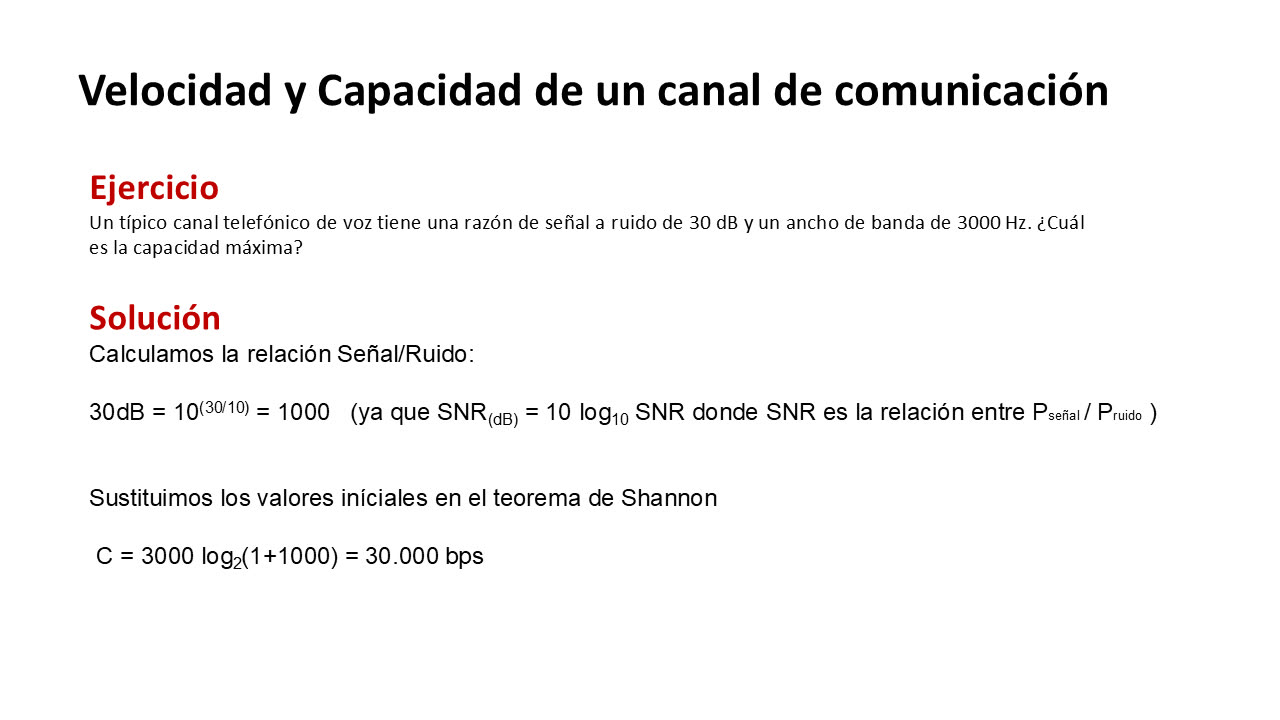 Velocidad y Capacidad de un canal de comunicación
Ejercicio
Un típico canal telefónico de voz tiene una razón de señal a ruido de 30 dB y un ancho de banda de 3000 Hz. ¿Cuál
es la capacidad máxima?
Solución
Calculamos la relación Señal/Ruido:
30dB = 10^(30/10) = 1000 (ya que SNR(dB) = 10 log10 SNR donde SNR es la relación entre Pseñal / Pruido )
Sustituimos los valores iníciales en el teorema de Shannon
C = 3000 log2(1+1000) = 30.000 bps